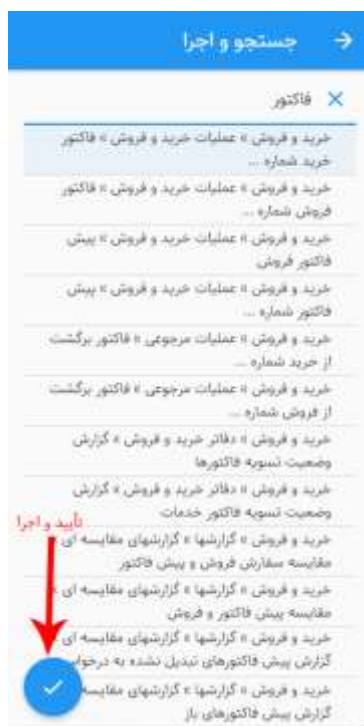 جستجو و اجرا
فاکتور
خرید و فروش » عملیات خرید و فروش » فاکتور
خرید شماره ...
خرید و فروش » عملیات خرید و فروش » فاکتور
فروش شماره ...
خرید و فروش » عملیات خرید و فروش » پیش
فاکتور فروش
خرید و فروش » عملیات خرید و فروش » پیش
فاکتور شماره ...
خرید و فروش » عملیات مرجوعی » فاکتور برگشت
از خرید شماره ...
خرید و فروش » عملیات مرجوعی » فاکتور برگشت
از فروش شماره ...
خرید و فروش » دفاتر خرید و فروش » گزارش
وضعیت تسویه فاکتورها
خرید و فروش » دفاتر خرید و فروش » گزارش
وضعیت تسویه فاکتور خدمات
تأیید و اجرا
خرید و فروش » گزارشها » گزارشهای مقایسه ای »
مقایسه سفارش فروش و پیش فاکتور
خرید و فروش » گزارشها » گزارشهای مقایسه ای »
مقایسه پیش فاکتور و فروش
خرید و فروش » گزارشها » گزارشهای مقایسه ای
گزارش پیش فاکتورهای تبدیل نشده به
خرید و فروش » گزارشها » گزارشهای مقایسه
گزارش پیش فاکتورهای باز